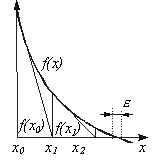 f(x)
ε
f(x₀)
f(x₁)
x₀ x₁ x₂ x